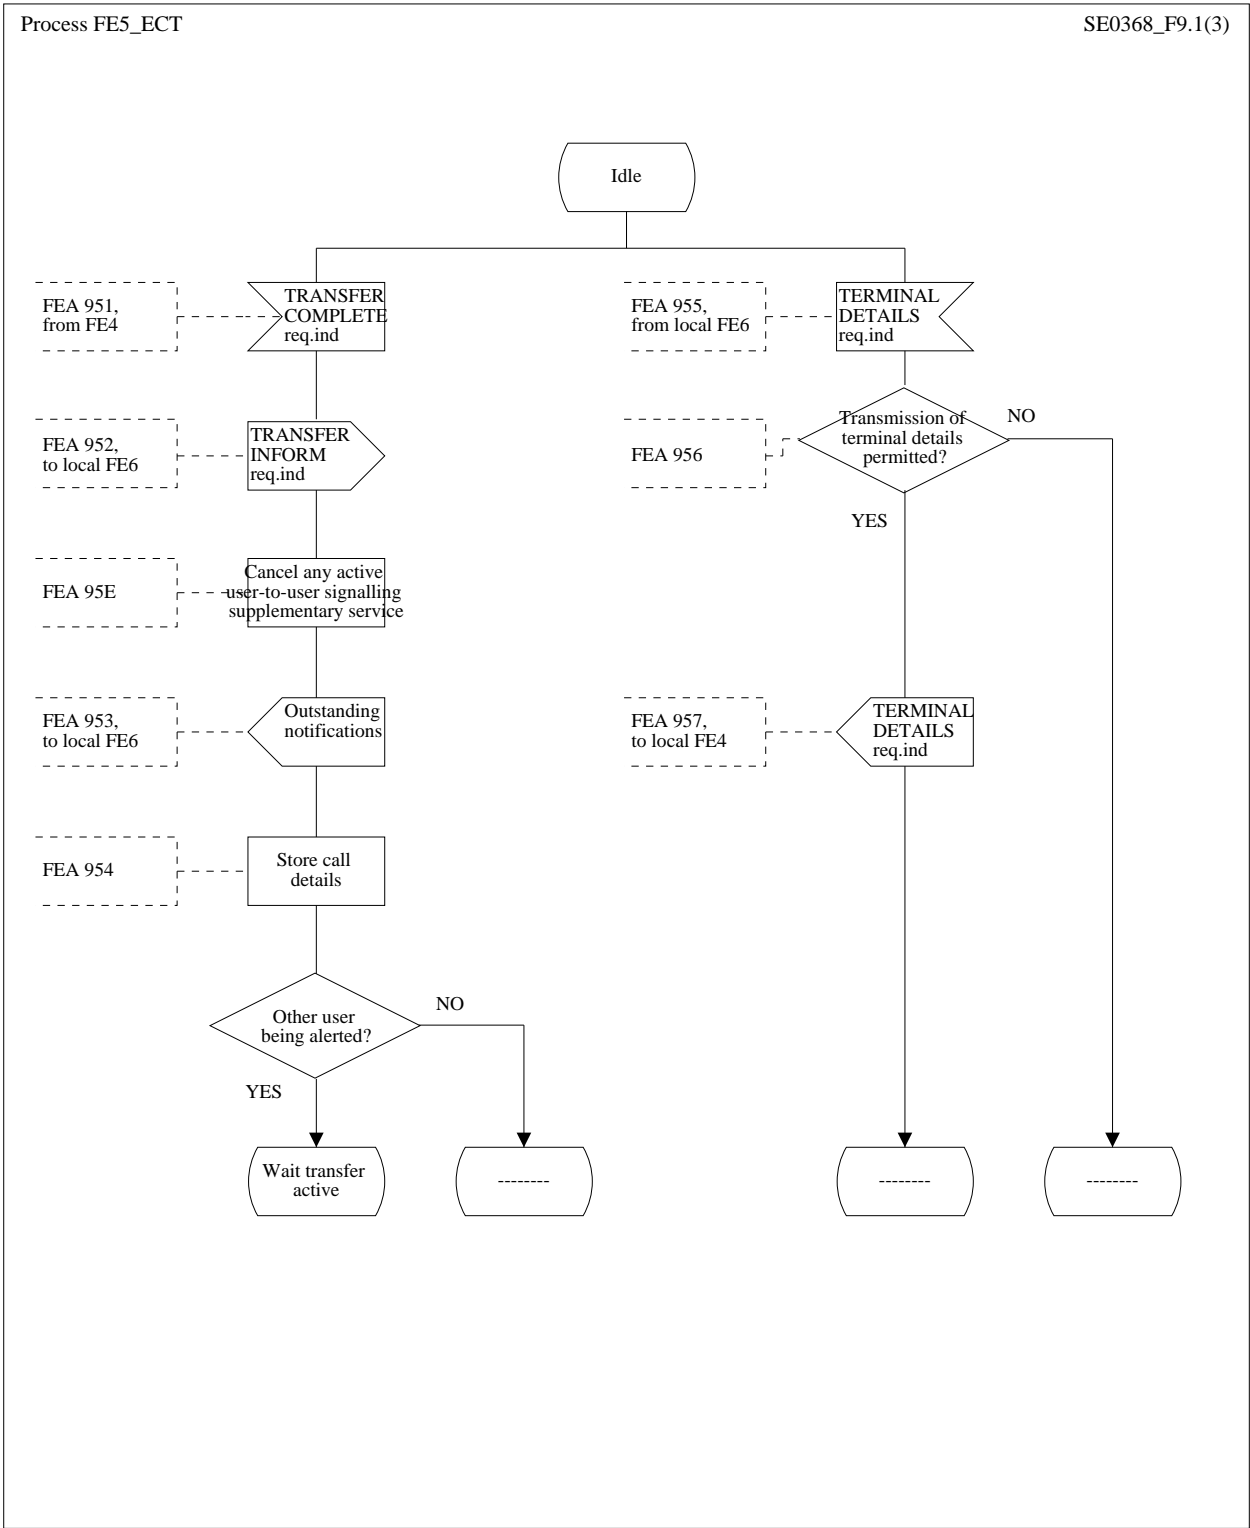 Process FE5_ECT
SE0368_F9.1(3)
Idle
FEA 951,
from FE4
TRANSFER
COMPLETE
req.ind
FEA 955,
from local FE6
TERMINAL
DETAILS
req.ind
FEA 952,
to local FE6
TRANSFER
INFORM
req.ind
FEA 956
Transmission of
terminal details
permitted?
NO
YES
FEA 95E
Cancel any active
user-to-user signalling
supplementary service
FEA 953,
to local FE6
Outstanding
notifications
FEA 957,
to local FE4
TERMINAL
DETAILS
req.ind
FEA 954
Store call
details
Other user
being alerted?
NO
YES
Wait transfer
active
--------
--------
--------